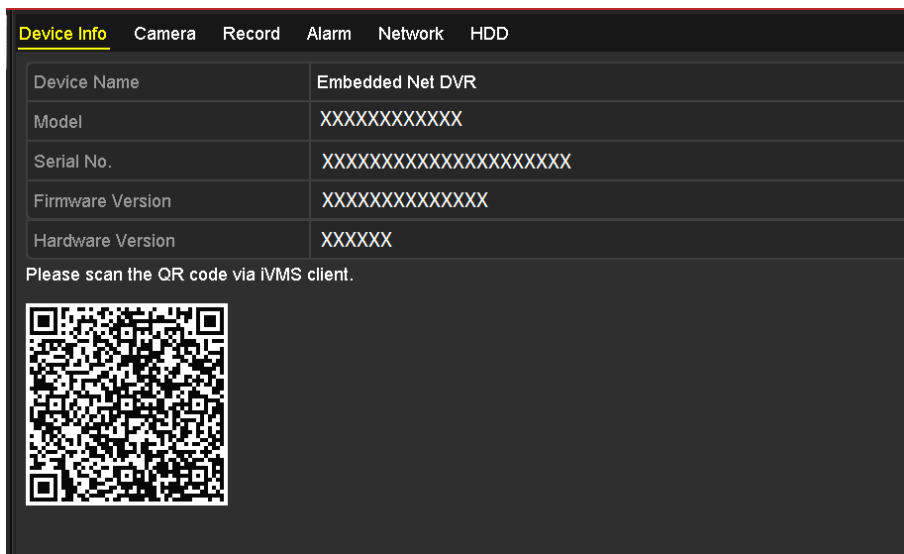 Device Info Camera Record Alarm Network HDD
Device Name Embedded Net DVR
Model XXXXXXXXXXXX
Serial No. XXXXXXXXXXXXXXXXXXXXX
Firmware Version XXXXXXXXXXXXXX
Hardware Version XXXXXX
Please scan the QR code via iVMS client.